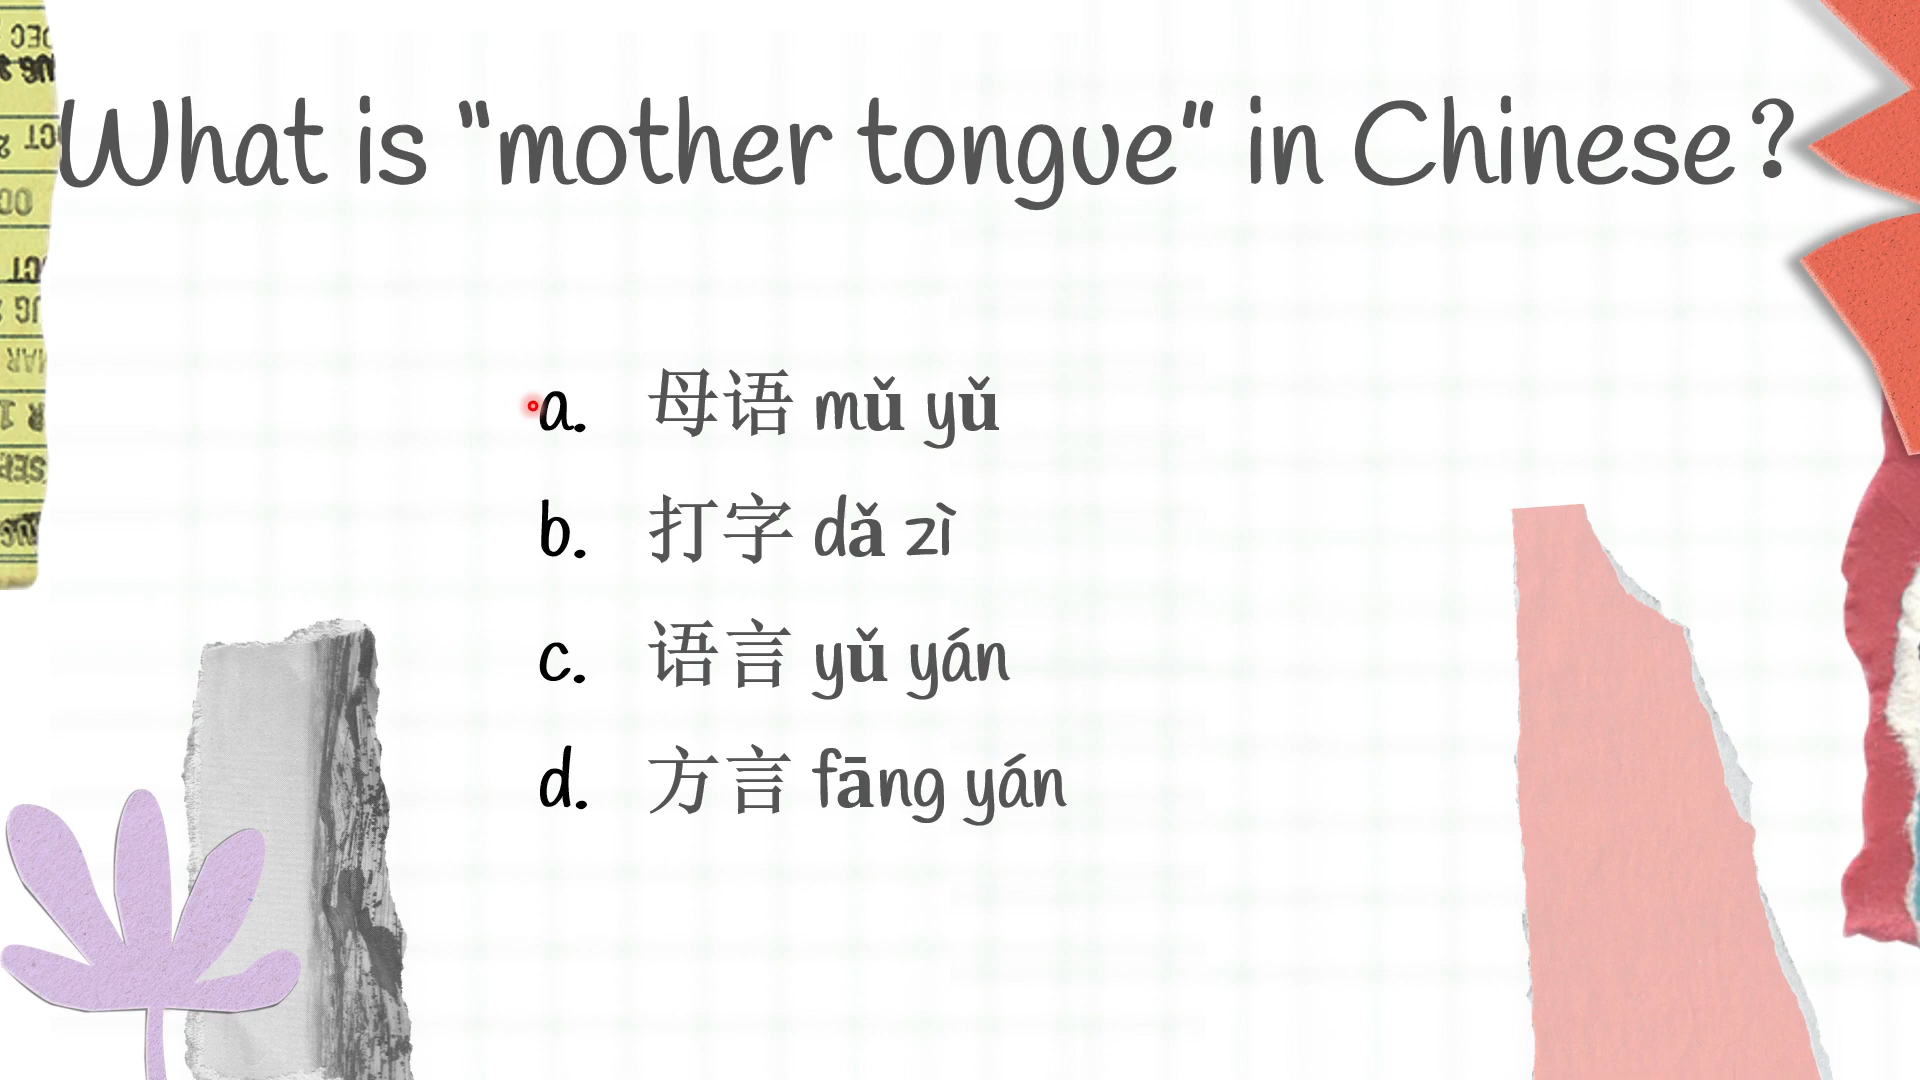 What is “mother tongue” in Chinese?
a. 母语 mǔ yǔ
b. 打字 dǎ zì
c. 语言 yǔ yán
d. 方言 fāng yán